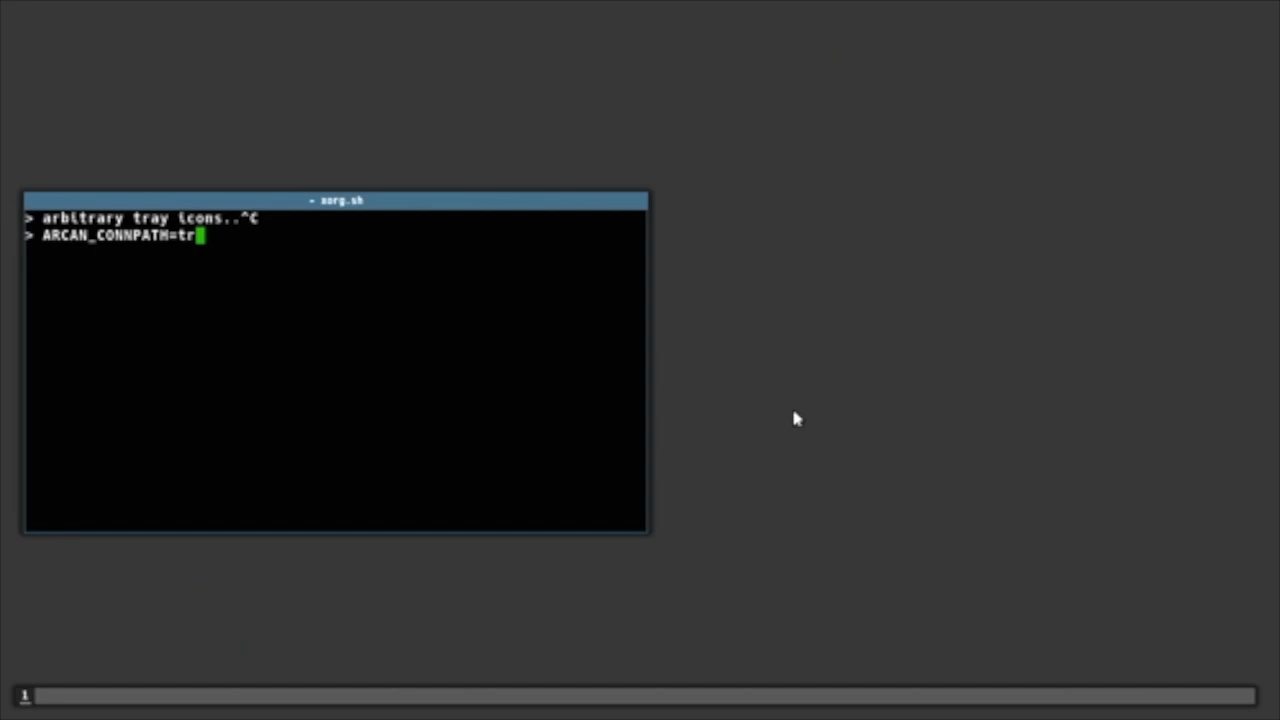 - xorg.sh
> arbitrary tray icons..^C
> ARCAN_CONNPATH=tr
1